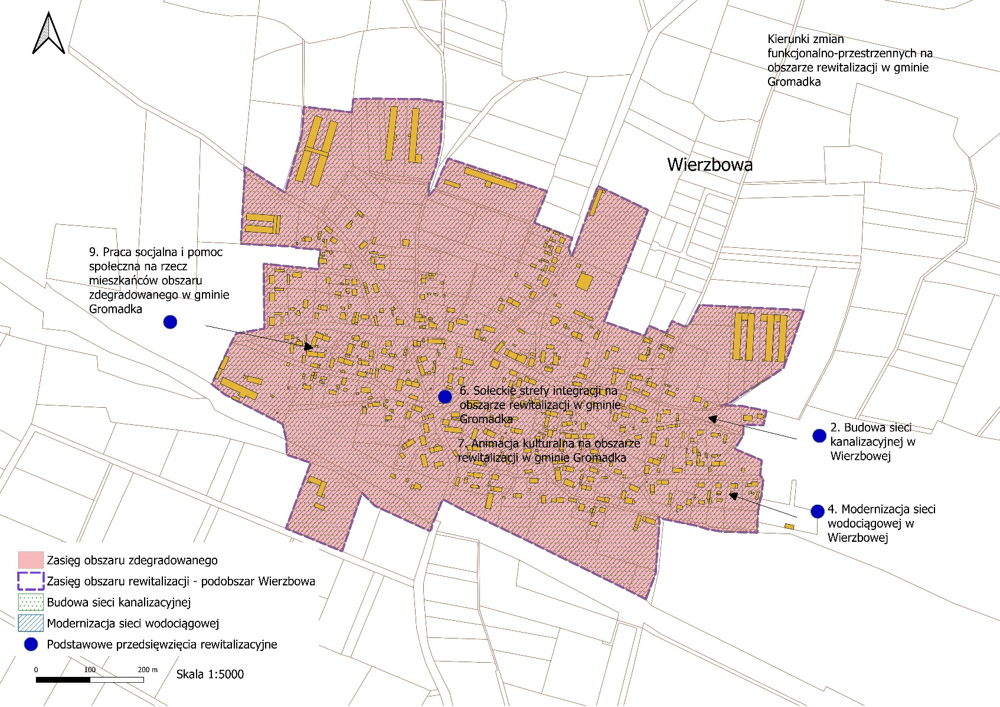 Kierunki zmian
funkcjonalno-przestrzennych na
obszarze rewitalizacji w gminie
Gromadka
Wierzbowa
9. Praca socjalna i pomoc
społeczna na rzecz
mieszkańców obszaru
zdegradowanego w gminie
Gromadka
6. Sołeckie strefy integracji na
obszarze rewitalizacji w gminie
Gromadka
7. Animacja kulturalna na obszarze
rewitalizacji w gminie Gromadka
2. Budowa sieci
kanalizacyjnej w
Wierzbowej
4. Modernizacja sieci
wodociągowej w
Wierzbowej
Zasięg obszaru zdegradowanego
Zasięg obszaru rewitalizacji - podobszar Wierzbowa
Budowa sieci kanalizacyjnej
Modernizacja sieci wodociągowej
Podstawowe przedsięwzięcia rewitalizacyjne
0 100 200 m
Skala 1:5000